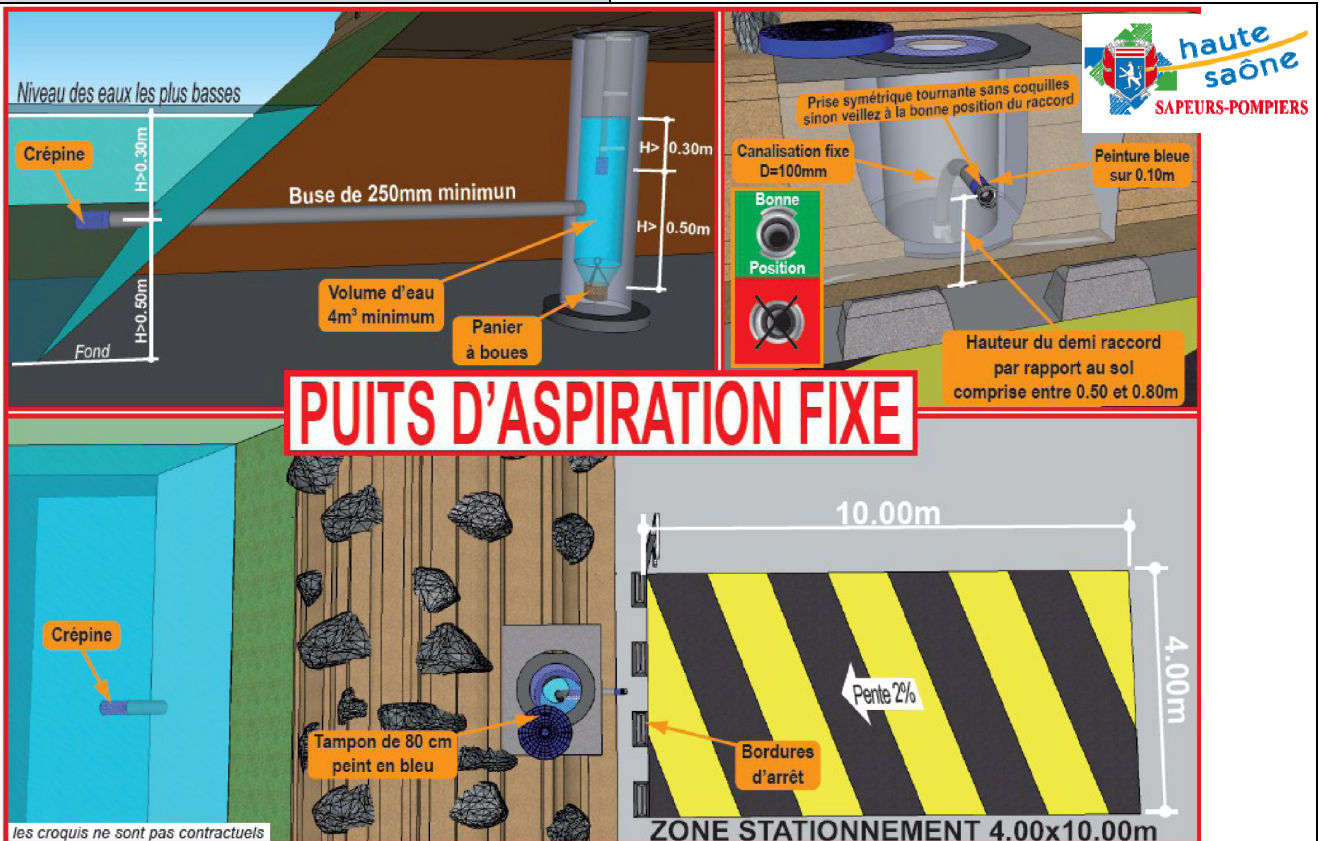 Niveau des eaux les plus basses
Crépine
H>0.30m
H>0.50m
Fond
Buse de 250mm minimun
Volume d'eau
4m³ minimum
Panier
à boues
H> 0.30m
H> 0.50m
haute
saône
SAPEURS-POMPIERS
Prise symétrique tournante sans coquilles
sinon veillez à la bonne position du raccord
Canalisation fixe
D=100mm
Peinture bleue
sur 0.10m
Bonne
Position
Hauteur du demi raccord
par rapport au sol
comprise entre 0.50 et 0.80m
PUITS D'ASPIRATION FIXE
Crépine
Tampon de 80 cm
peint en bleu
10.00m
4.00m
Pente 2%
Bordures
d'arrêt
ZONE STATIONNEMENT 4.00x10.00m
les croquis ne sont pas contractuels